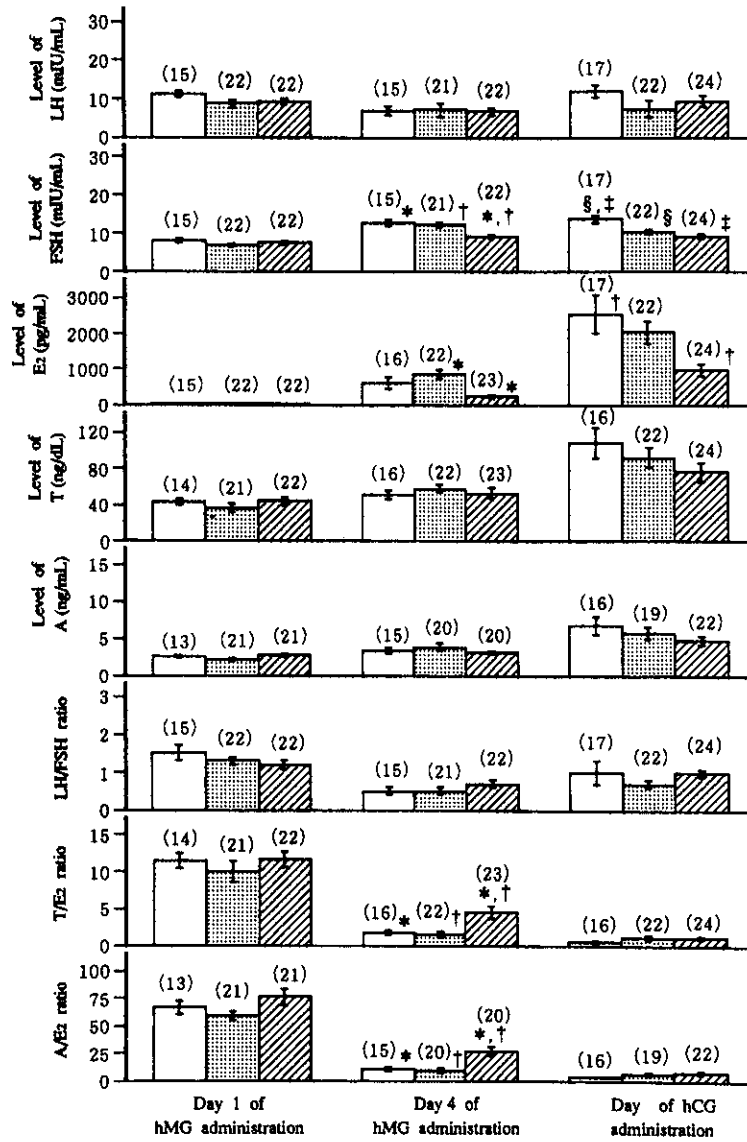 Level of
LH (mIU/mL)
30
20
10
0
(15) (22) (22)
(15) (21) (22)
(17) (22) (24)
Level of
FSH (mIU/mL)
30
20
10
0
(15) (22) (22)
(15)* (21)† (22)
*,†
(17)
§,‡
(22)§ (24)‡
Level of
E2 (pg/mL)
3000
2000
1000
0
(15) (22) (22)
(16) (22)* (23)*
(17)† (22) (24)†
Level of
T (ng/dL)
120
80
40
0
(14) (21) (22)
(16) (22) (23)
(16) (22) (24)
Level of
A (ng/mL)
15
10
5
0
(13) (21) (21)
(15) (20) (20)
(16) (19) (22)
LH/FSH ratio
3
2
1
0
(15) (22) (22)
(15) (21) (22)
(17) (22) (24)
T/E2 ratio
15
10
5
0
(14) (21) (22)
(16)* (22)† (23)
*,†
(16) (22) (24)
A/E2 ratio
100
75
50
25
0
(13) (21) (21)
(15)* (20)† (20)
*,†
(16) (19) (22)
Day 1 of
hMG administration
Day 4 of
hMG administration
Day of hCG
administration